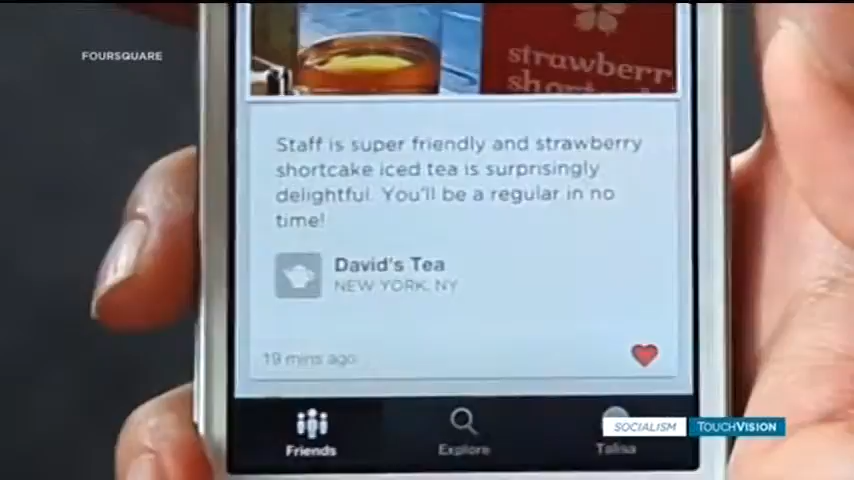 FOURSQUARE
strawberr
short
Staff is super friendly and strawberry
shortcake iced tea is surprisingly
delightful. You'll be a regular in no
time!
David's Tea
NEW YORK, NY
19 mins ago
SOCIALISM TOUCHVISION
Friends Explore Talisa